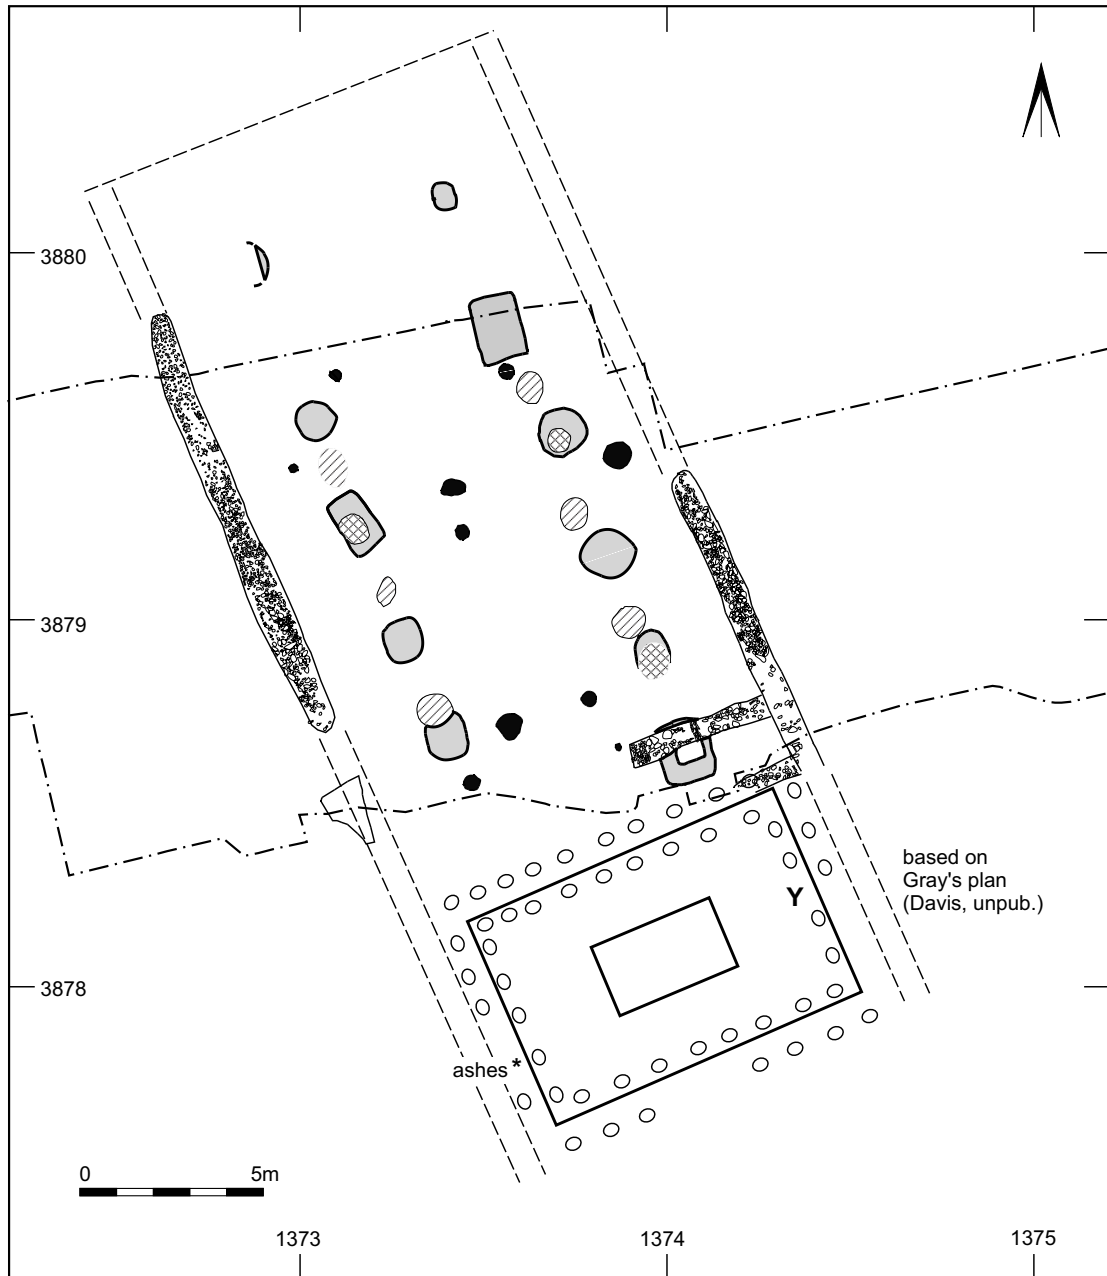 3880
3879
Y
based on
Gray's plan
(Davis, unpub.)
3878
ashes *
0 5m
1373 1374 1375